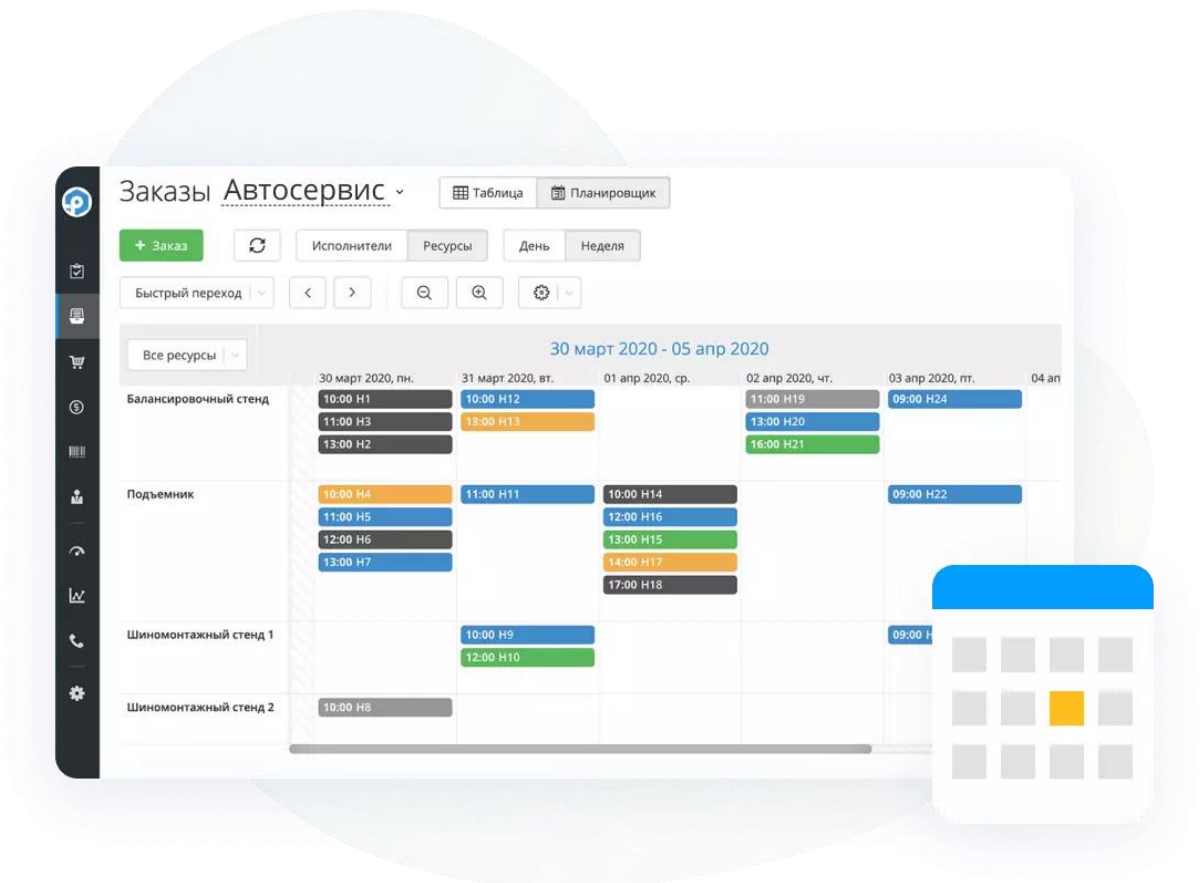 Заказы Автосервис
Таблица Планировщик
+ Заказ Исполнители Ресурсы День Неделя
Быстрый переход
Все ресурсы 30 март 2020 - 05 апр 2020
30 март 2020, пн. 31 март 2020, вт. 01 апр 2020, ср. 02 апр 2020, чт. 03 апр 2020, пт. 04 ап
Балансировочный стенд 10:00 Н1 10:00 Н12 11:00 Н19 09:00 Н24
11:00 Н3 13:00 Н13 13:00 Н20
13:00 Н2 16:00 Н21
Подъемник 10:00 Н4 11:00 Н11 10:00 Н14 09:00 Н22
11:00 Н5 12:00 Н16
12:00 Н6 13:00 Н15
13:00 Н7 14:00 Н17
17:00 Н18
Шиномонтажный стенд 1 10:00 Н9 09:00
12:00 Н10
Шиномонтажный стенд 2 10:00 Н8